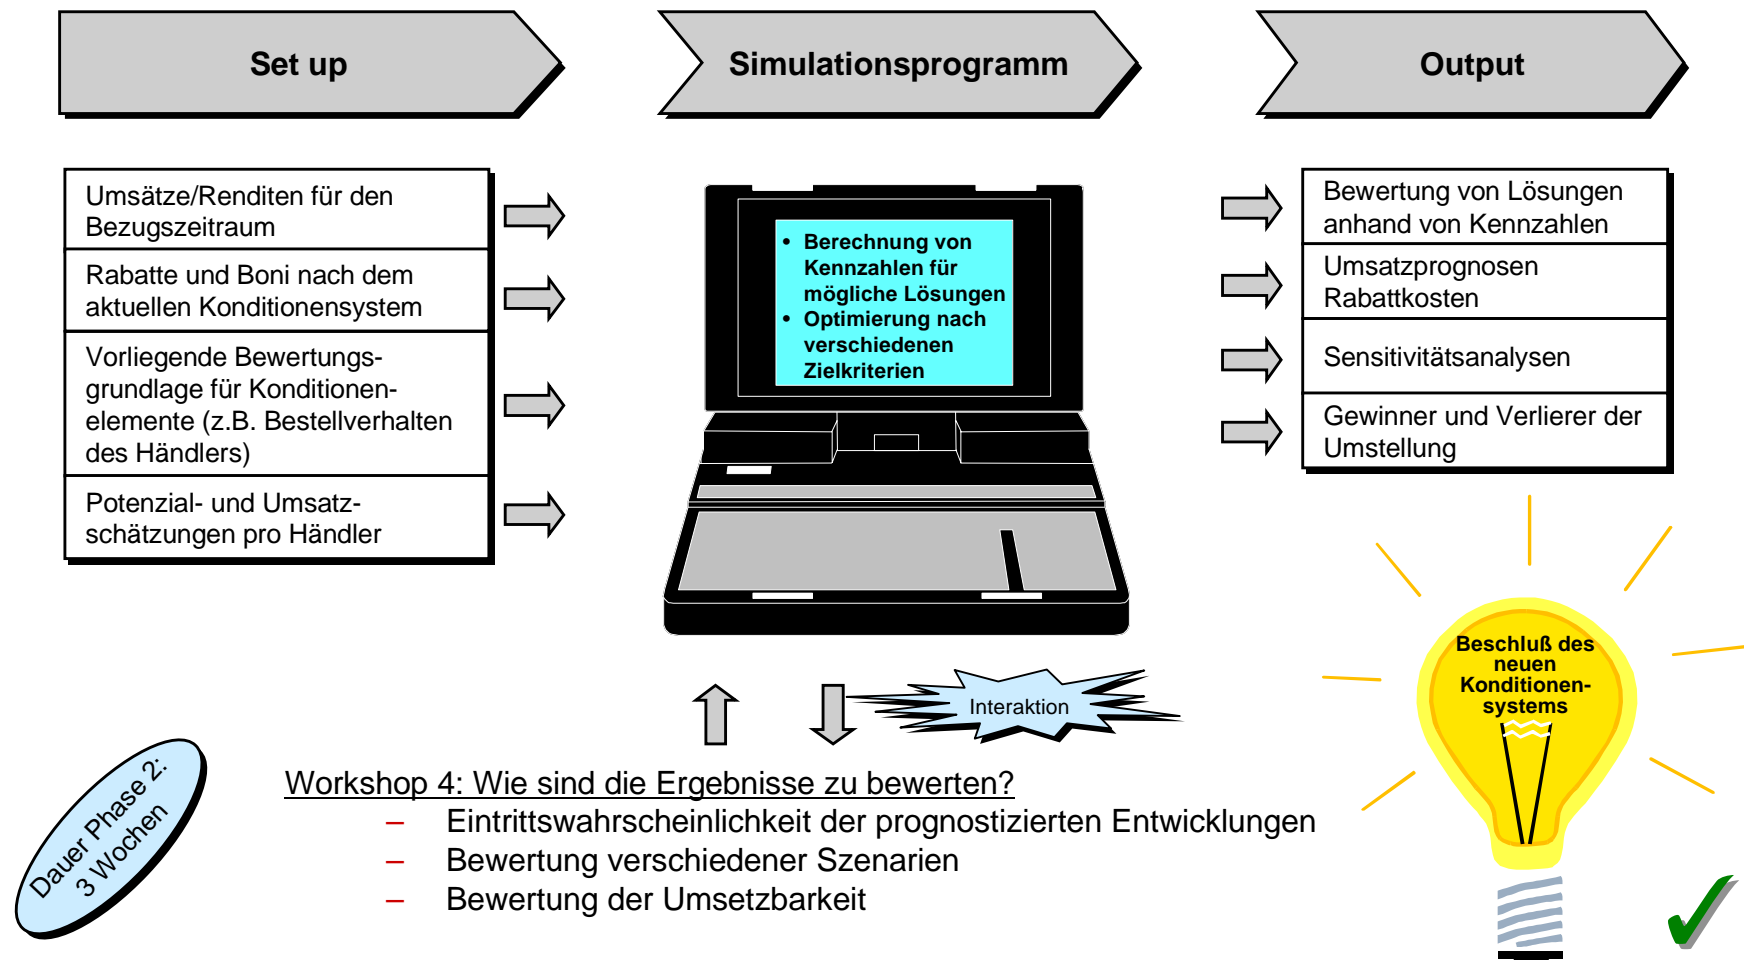 Set up
Simulationsprogramm
Output
Umsätze/Renditen für den
Bezugszeitraum
Rabatte und Boni nach dem
aktuellen Konditionensystem
Vorliegende Bewertungs-
grundlage für Konditionen-
elemente (z.B. Bestellverhalten
des Händlers)
Potenzial- und Umsatz-
schätzungen pro Händler
• Berechnung von
Kennzahlen für
mögliche Lösungen
• Optimierung nach
verschiedenen
Zielkriterien
Bewertung von Lösungen
anhand von Kennzahlen
Umsatzprognosen
Rabattkosten
Sensitivitätsanalysen
Gewinner und Verlierer der
Umstellung
Beschluß des
neuen
Konditionen-
systems
Interaktion
Dauer Phase 2:
3 Wochen
Workshop 4: Wie sind die Ergebnisse zu bewerten?
– Eintrittswahrscheinlichkeit der prognostizierten Entwicklungen
– Bewertung verschiedener Szenarien
– Bewertung der Umsetzbarkeit